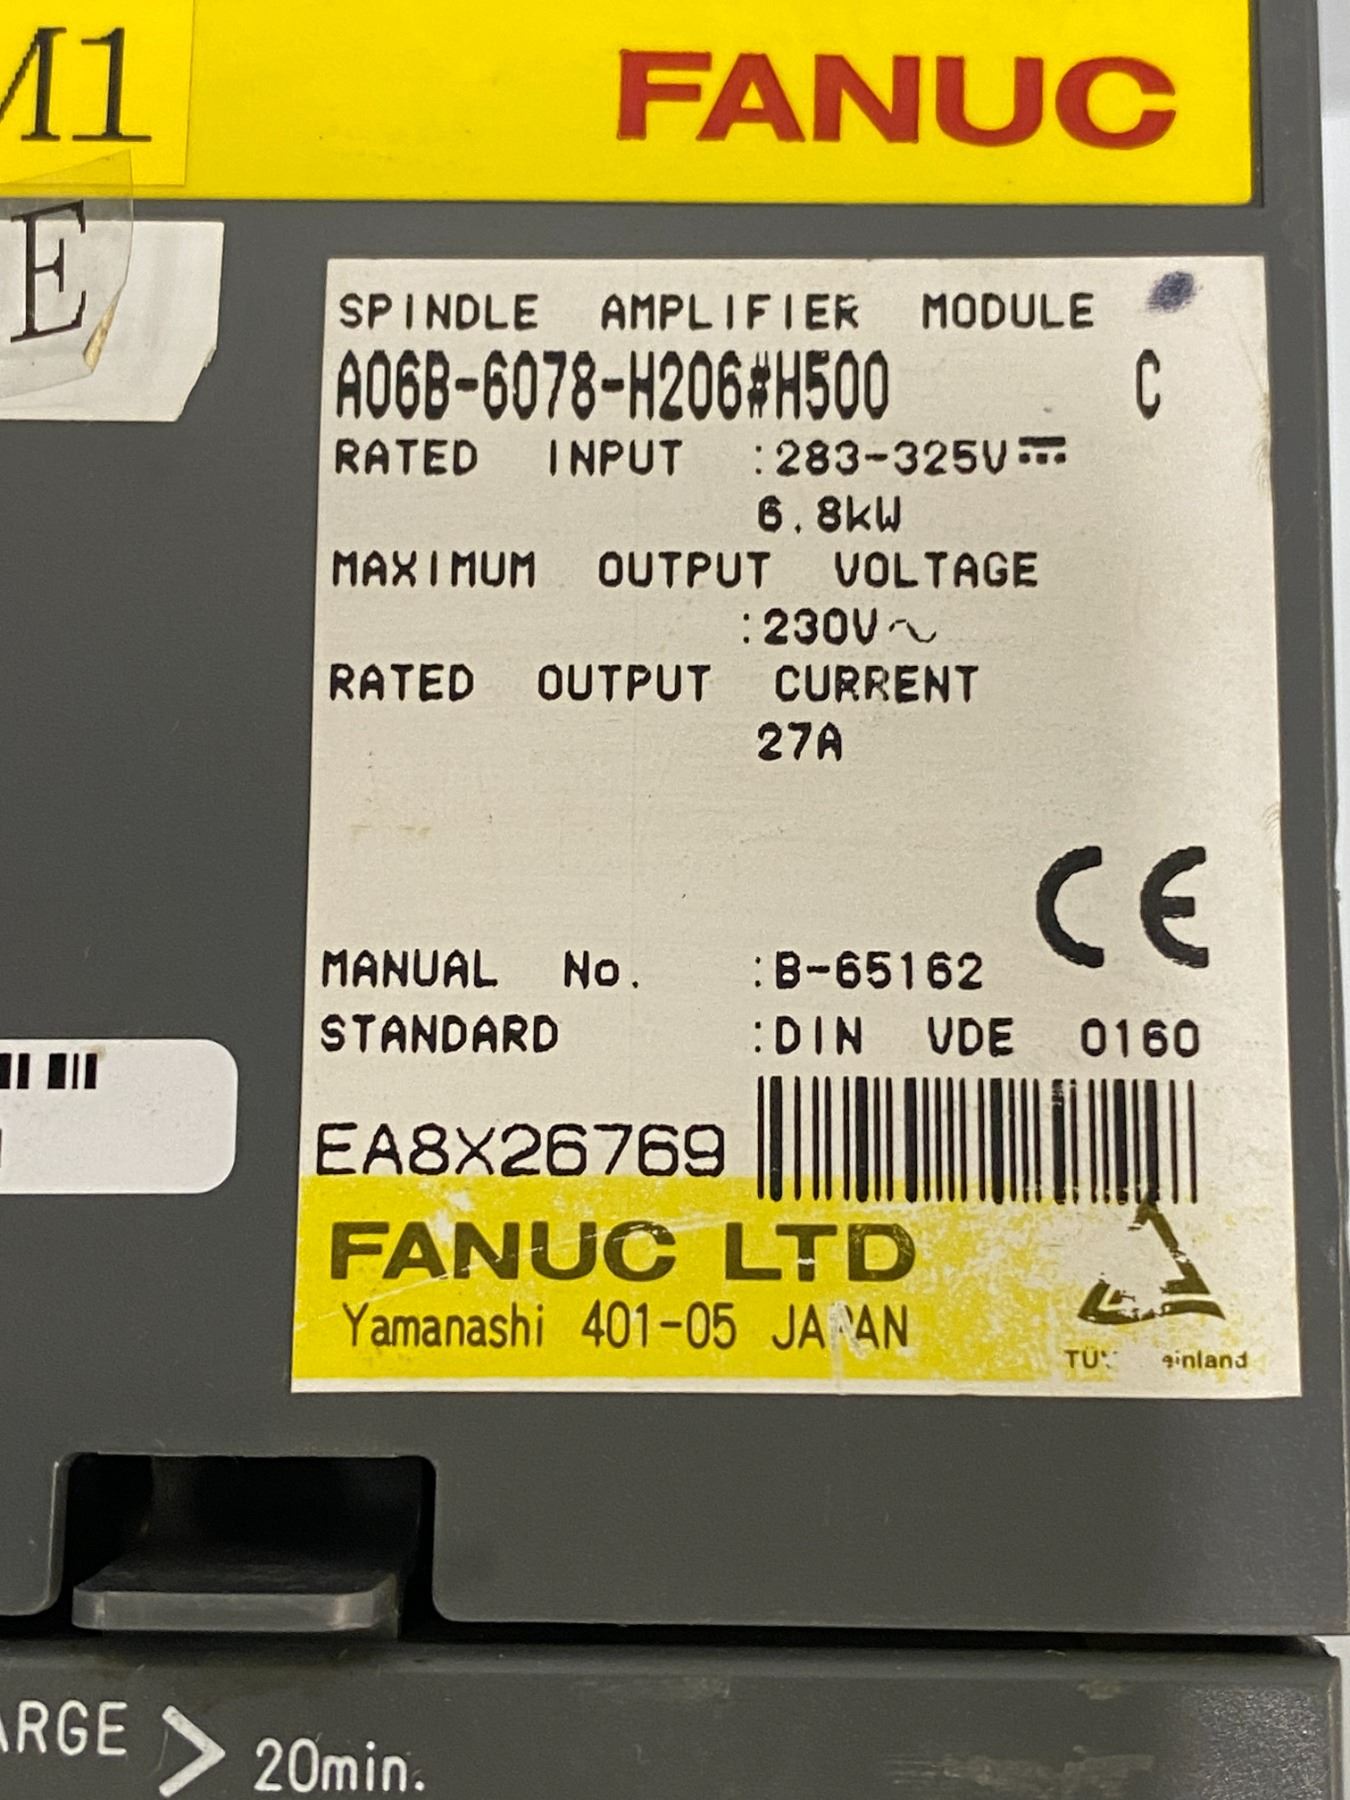 M1
FANUC
E
SPINDLE AMPLIFIER MODULE
A06B-6078-H206#H500 C
RATED INPUT :283-325V⎓
6.8kW
MAXIMUM OUTPUT VOLTAGE
:230V～
RATED OUTPUT CURRENT
27A
CE
MANUAL No. :B-65162
STANDARD :DIN VDE 0160
EA8X26769
FANUC LTD
Yamanashi 401-05 JAPAN
20min.